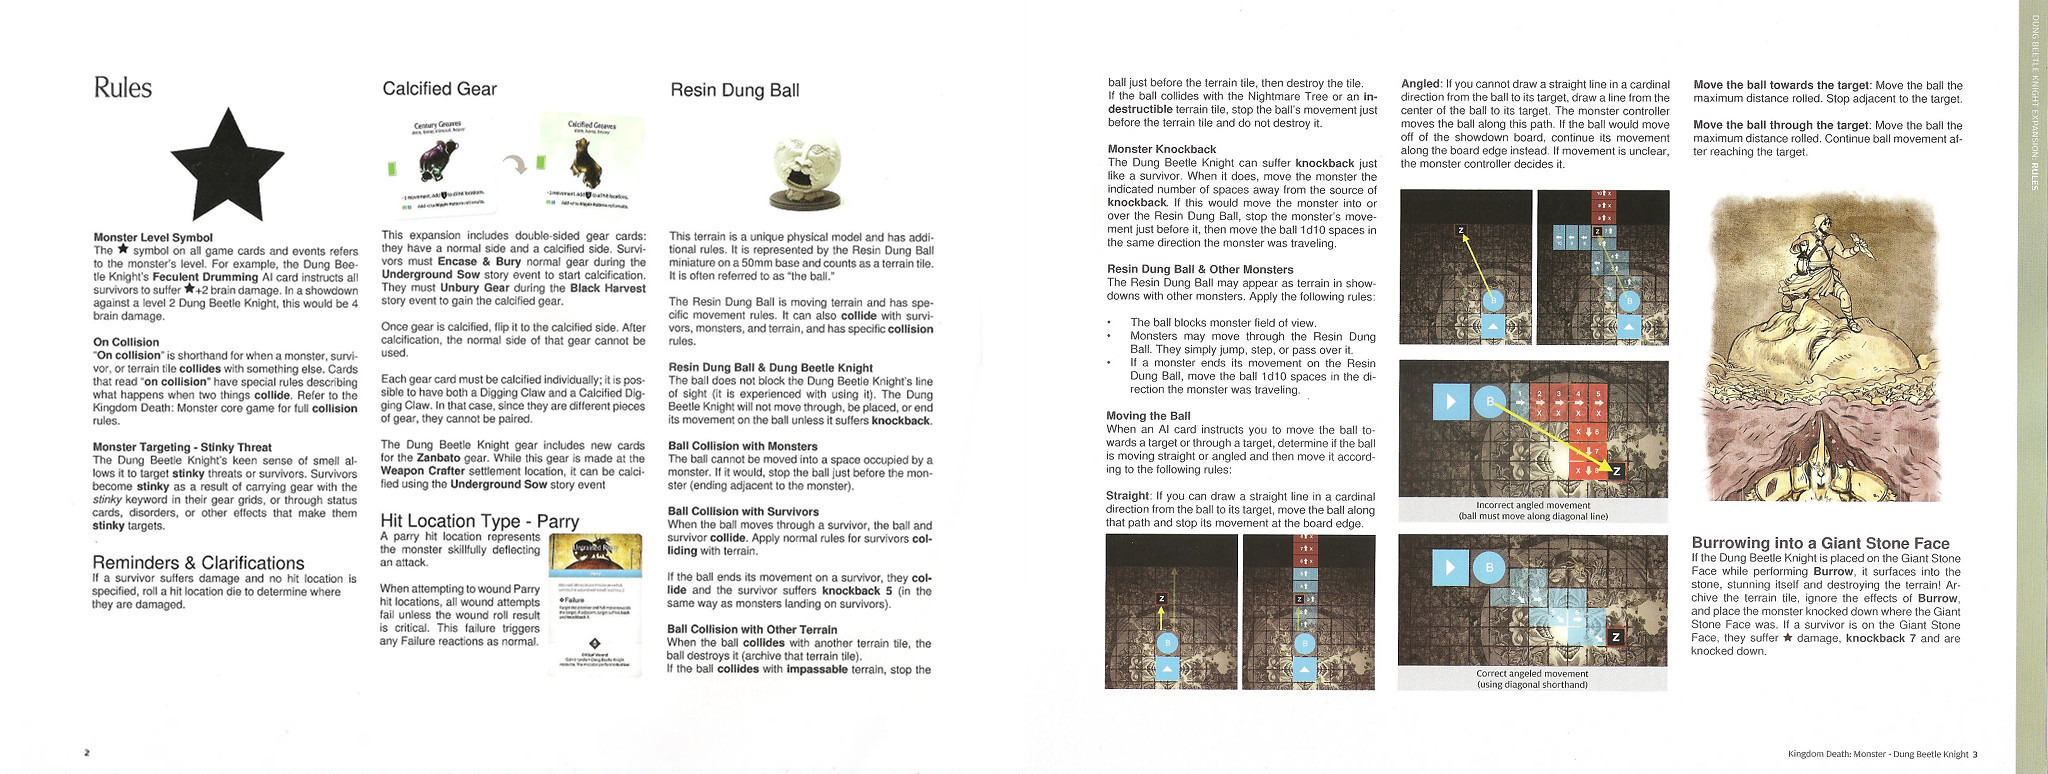 Rules
Monster Level Symbol
The ★ symbol on all game cards and events refers
to the monster's level. For example, the Dung Bee-
tle Knight's Feculent Drumming AI card instructs all
survivors to suffer ★+2 brain damage. In a showdown
against a level 2 Dung Beetle Knight, this would be 4
brain damage.
On Collision
"On collision" is shorthand for when a monster, survi-
vor, or terrain tile collides with something else. Cards
that read "on collision" have special rules describing
what happens when two things collide. Refer to the
Kingdom Death: Monster core game for full collision
rules.
Monster Targeting - Stinky Threat
The Dung Beetle Knight's keen sense of smell al-
lows it to target stinky threats or survivors. Survivors
become stinky as a result of carrying gear with the
stinky keyword in their gear grids, or through status
cards, disorders, or other effects that make them
stinky targets.
Reminders & Clarifications
If a survivor suffers damage and no hit location is
specified, roll a hit location die to determine where
they are damaged.
2
Calcified Gear
Century Greaves
Calcified Greaves
This expansion includes double-sided gear cards:
they have a normal side and a calcified side. Survi-
vors must Encase & Bury normal gear during the
Underground Sow story event to start calcification.
They must Unbury Gear during the Black Harvest
story event to gain the calcified gear.
Once gear is calcified, flip it to the calcified side. After
calcification, the normal side of that gear cannot be
used.
Each gear card must be calcified individually; it is pos-
sible to have both a Digging Claw and a Calcified Dig-
ging Claw. In that case, since they are different pieces
of gear, they cannot be paired.
The Dung Beetle Knight gear includes new cards
for the Zanbato gear. While this gear is made at the
Weapon Crafter settlement location, it can be calci-
fied using the Underground Sow story event
Hit Location Type - Parry
A parry hit location represents
the monster skillfully deflecting
an attack.
When attempting to wound Parry
hit locations, all wound attempts
fail unless the wound roll result
is critical. This failure triggers
any Failure reactions as normal.
Failure
Resin Dung Ball
This terrain is a unique physical model and has addi-
tional rules. It is represented by the Resin Dung Ball
miniature on a 50mm base and counts as a terrain tile.
It is often referred to as "the ball."
The Resin Dung Ball is moving terrain and has spe-
cific movement rules. It can also collide with survi-
vors, monsters, and terrain, and has specific collision
rules.
Resin Dung Ball & Dung Beetle Knight
The ball does not block the Dung Beetle Knight's line
of sight (it is experienced with using it). The Dung
Beetle Knight will not move through, be placed, or end
its movement on the ball unless it suffers knockback.
Ball Collision with Monsters
The ball cannot be moved into a space occupied by a
monster. If it would, stop the ball just before the mon-
ster (ending adjacent to the monster).
Ball Collision with Survivors
When the ball moves through a survivor, the ball and
survivor collide. Apply normal rules for survivors col-
liding with terrain.
If the ball ends its movement on a survivor, they col-
lide and the survivor suffers knockback 5 (in the
same way as monsters landing on survivors).
Ball Collision with Other Terrain
When the ball collides with another terrain tile, the
ball destroys it (archive that terrain tile).
If the ball collides with impassable terrain, stop the
ball just before the terrain tile, then destroy the tile.
If the ball collides with the Nightmare Tree or an in-
destructible terrain tile, stop the ball's movement just
before the terrain tile and do not destroy it.
Monster Knockback
The Dung Beetle Knight can suffer knockback just
like a survivor. When it does, move the monster the
indicated number of spaces away from the source of
knockback. If this would move the monster into or
over the Resin Dung Ball, stop the monster's move-
ment just before it, then move the ball 1d10 spaces in
the same direction the monster was traveling.
Resin Dung Ball & Other Monsters
The Resin Dung Ball may appear as terrain in show-
downs with other monsters. Apply the following rules:
• The ball blocks monster field of view.
• Monsters may move through the Resin Dung
Ball. They simply jump, step, or pass over it.
• If a monster ends its movement on the Resin
Dung Ball, move the ball 1d10 spaces in the di-
rection the monster was traveling.
Moving the Ball
When an AI card instructs you to move the ball to-
wards a target or through a target, determine if the ball
is moving straight or angled and then move it accord-
ing to the following rules:
Straight: If you can draw a straight line in a cardinal
direction from the ball to its target, move the ball along
that path and stop its movement at the board edge.
Z
B
Z
B
Angled: If you cannot draw a straight line in a cardinal
direction from the ball to its target, draw a line from the
center of the ball to its target. The monster controller
moves the ball along this path. If the ball would move
off of the showdown board, continue its movement
along the board edge instead. If movement is unclear,
the monster controller decides it.
Z
B
Z
B
B
1 2 3 4 5
X X X X
X 6
X 7
X 8
Z
Incorrect angled movement
(ball must move along diagonal line)
B
Z
Correct angeled movement
(using diagonal shorthand)
Move the ball towards the target: Move the ball the
maximum distance rolled. Stop adjacent to the target.
Move the ball through the target: Move the ball the
maximum distance rolled. Continue ball movement af-
ter reaching the target.
Burrowing into a Giant Stone Face
If the Dung Beetle Knight is placed on the Giant Stone
Face while performing Burrow, it surfaces into the
stone, stunning itself and destroying the terrain! Ar-
chive the terrain tile, ignore the effects of Burrow,
and place the monster knocked down where the Giant
Stone Face was. If a survivor is on the Giant Stone
Face, they suffer ★ damage, knockback 7 and are
knocked down.
Kingdom Death: Monster - Dung Beetle Knight 3
DUNG BEETLE KNIGHT EXPANSION: RULES